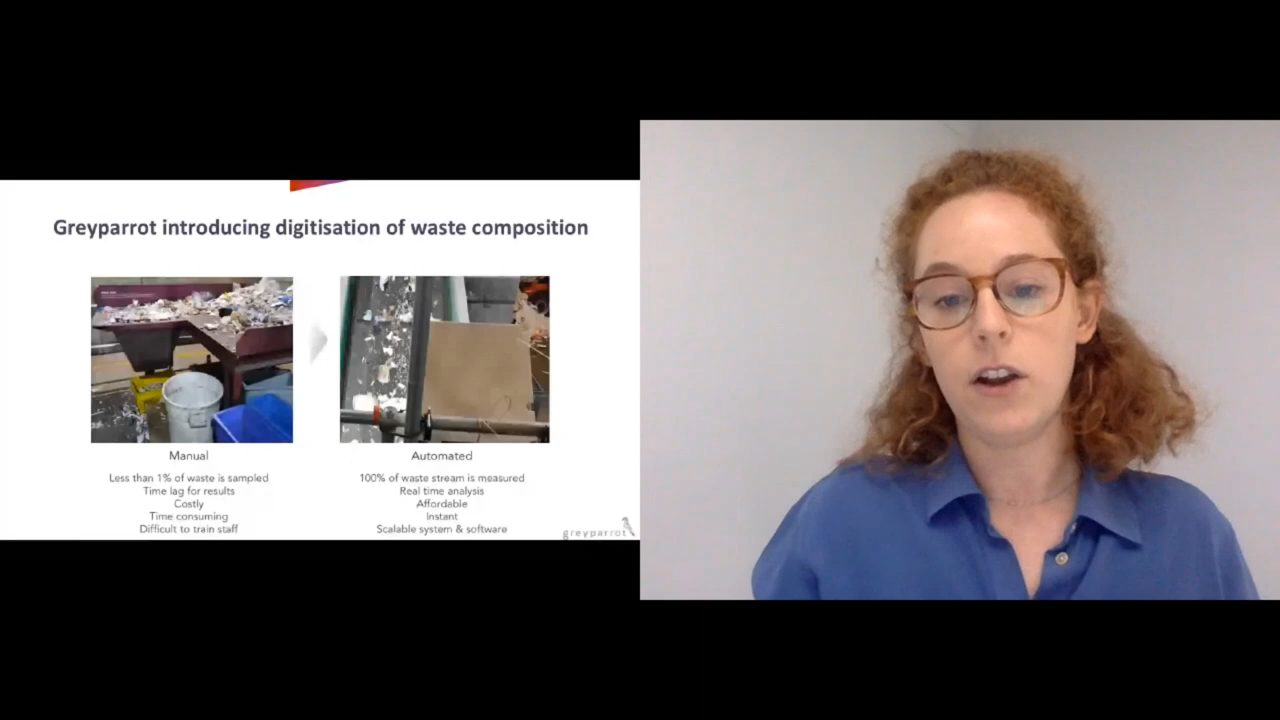 Greyparrot introducing digitisation of waste composition
Manual
Less than 1% of waste is sampled
Time lag for results
Costly
Time consuming
Difficult to train staff
Automated
100% of waste stream is measured
Real time analysis
Affordable
Instant
Scalable system & software
greyparrot